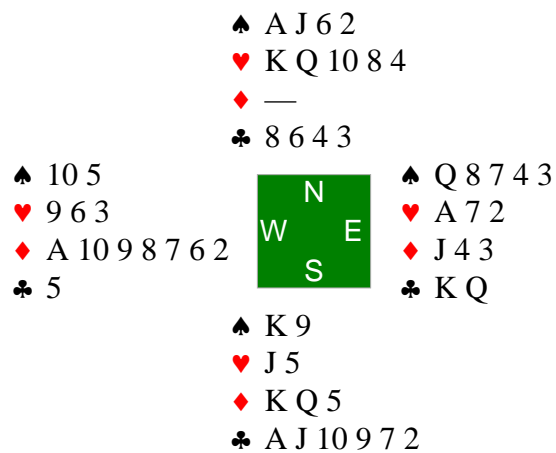 ♠ A J 6 2
♥ K Q 10 8 4
♦ —
♣ 8 6 4 3
♠ 10 5
♥ 9 6 3
♦ A 10 9 8 7 6 2
♣ 5
N
W E
S
♠ Q 8 7 4 3
♥ A 7 2
♦ J 4 3
♣ K Q
♠ K 9
♥ J 5
♦ K Q 5
♣ A J 10 9 7 2